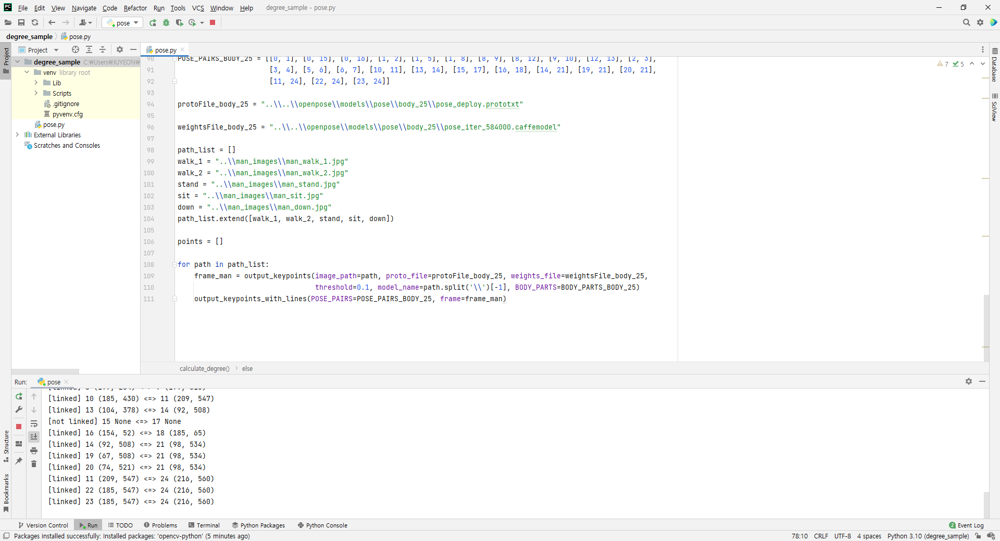 PC File Edit View Navigate Code Refactor Run Tools VCS Window Help degree_sample - pose.py
pose
degree_sample pose.py
Project
Project
degree_sample C:₩Users₩JUYEON₩
venv library root
Lib
Scripts
.gitignore
pyvenv.cfg
pose.py
External Libraries
Scratches and Consoles
pose.py
7 5
90 POSE_PAIRS_BODY_25 = [[0, 1], [0, 15], [0, 16], [1, 2], [1, 5], [1, 8], [8, 9], [8, 12], [9, 10], [12, 13], [2, 3],
91 [3, 4], [5, 6], [6, 7], [10, 11], [13, 14], [15, 17], [16, 18], [14, 21], [19, 21], [20, 21],
92 [11, 24], [22, 24], [23, 24]]
93
94 protoFile_body_25 = "..\\..\\openpose\\models\\pose\\body_25\\pose_deploy.prototxt"
95
96 weightsFile_body_25 = "..\\..\\openpose\\models\\pose\\body_25\\pose_iter_584000.caffemodel"
97
98 path_list = []
99 walk_1 = "..\\man_images\\man_walk_1.jpg"
100 walk_2 = "..\\man_images\\man_walk_2.jpg"
101 stand = "..\\man_images\\man_stand.jpg"
102 sit = "..\\man_images\\man_sit.jpg"
103 down = "..\\man_images\\man_down.jpg"
104 path_list.extend([walk_1, walk_2, stand, sit, down])
105
106 points = []
107
108 for path in path_list:
109 frame_man = output_keypoints(image_path=path, proto_file=protoFile_body_25, weights_file=weightsFile_body_25,
110 threshold=0.1, model_name=path.split('\\')[-1], BODY_PARTS=BODY_PARTS_BODY_25)
111 output_keypoints_with_lines(POSE_PAIRS=POSE_PAIRS_BODY_25, frame=frame_man)
calculate_degree() else
Database
SciView
Run: pose
[linked] 10 (185, 430) <=> 11 (209, 547)
[linked] 13 (104, 378) <=> 14 (92, 508)
[not linked] 15 None <=> 17 None
[linked] 16 (154, 52) <=> 18 (185, 65)
[linked] 14 (92, 508) <=> 21 (98, 534)
[linked] 19 (67, 508) <=> 21 (98, 534)
[linked] 20 (74, 521) <=> 21 (98, 534)
[linked] 11 (209, 547) <=> 24 (216, 560)
[linked] 22 (185, 547) <=> 24 (216, 560)
[linked] 23 (185, 547) <=> 24 (216, 560)
Structure
Bookmarks
Version Control Run TODO Problems Terminal Python Packages Python Console 2 Event Log
Packages installed successfully: Installed packages: 'opencv-python' (5 minutes ago) 78:10 CRLF UTF-8 4 spaces Python 3.10 (degree_sample)